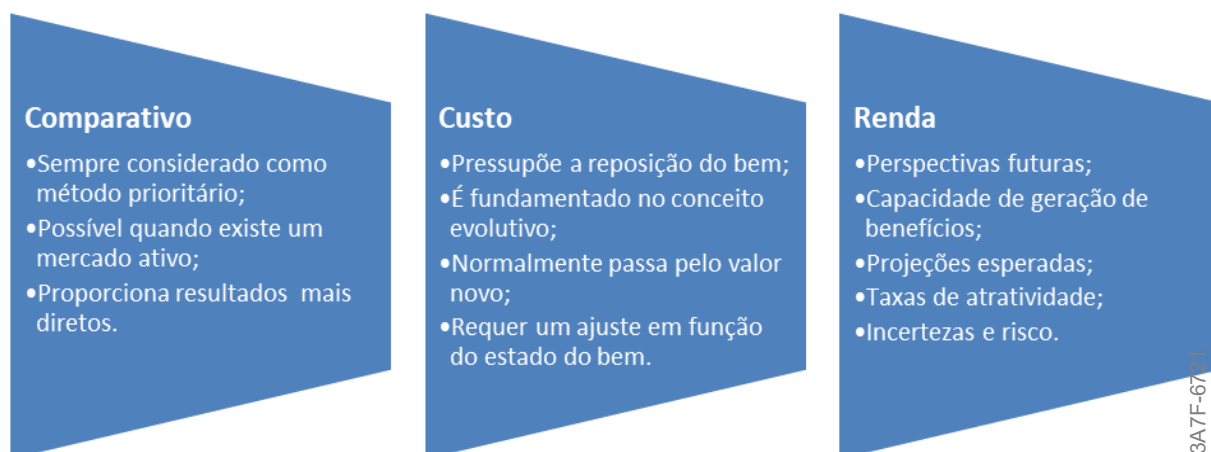 Comparativo
•Sempre considerado como
método prioritário;
•Possível quando existe um
mercado ativo;
•Proporciona resultados mais
diretos.
Custo
•Pressupõe a reposição do bem;
•É fundamentado no conceito
evolutivo;
•Normalmente passa pelo valor
novo;
•Requer um ajuste em função
do estado do bem.
Renda
•Perspectivas futuras;
•Capacidade de geração de
benefícios;
•Projeções esperadas;
•Taxas de atratividade;
•Incertezas e risco.
3A7F-6721